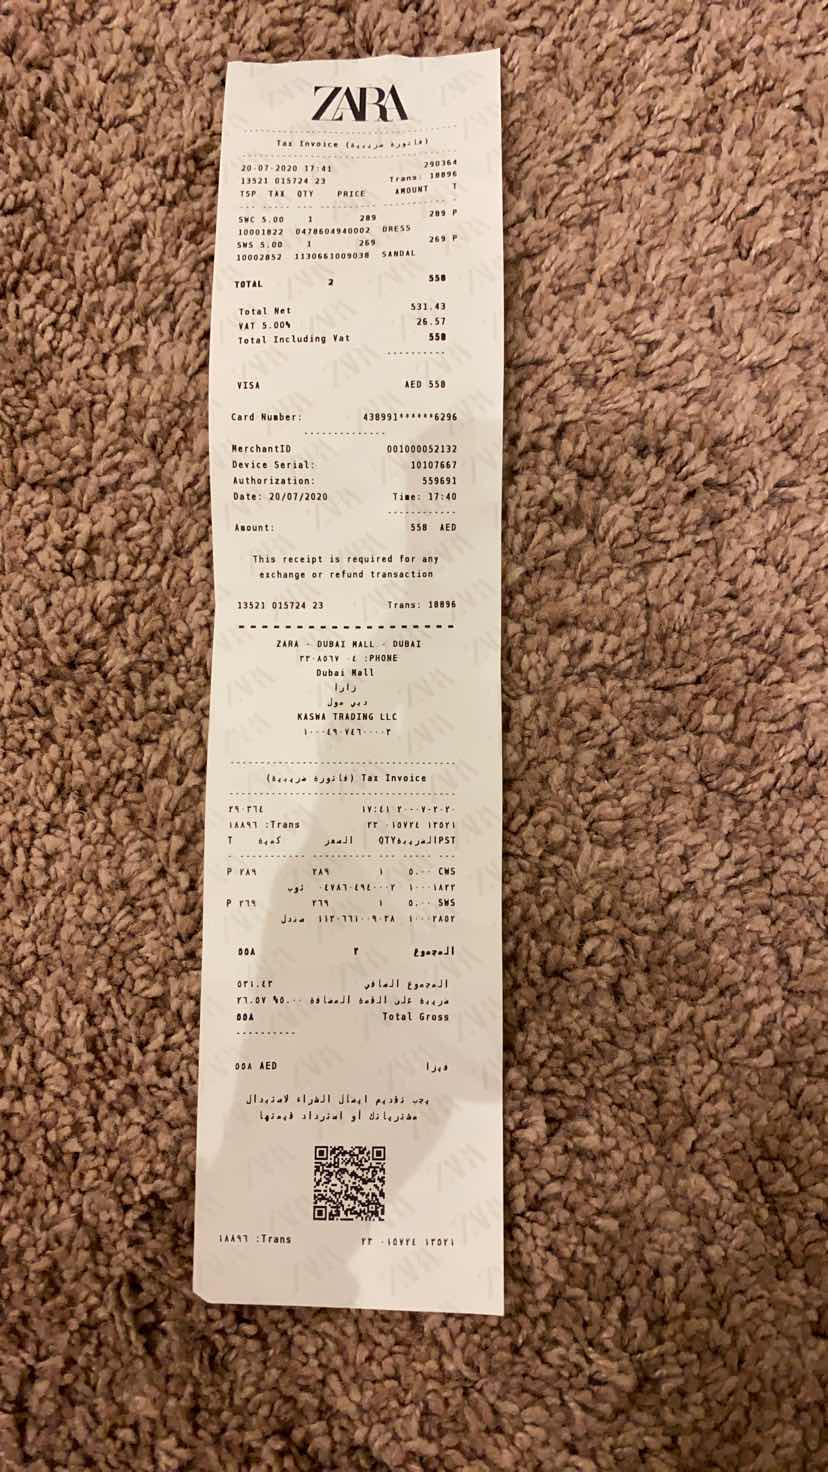 ZARA
Tax Invoice (فاتورة ضريبية)
20-07-2020 17:41 290364
13521 015724 23 Trans: 18896
TSP TAX QTY PRICE AMOUNT T
SWC 5.00 1 289 289 P
10001822 0478604940002 DRESS
SWS 5.00 1 269 269 P
10002852 1130661009038 SANDAL
TOTAL 2 558
Total Net 531.43
VAT 5.00% 26.57
Total Including Vat 558
VISA AED 558
Card Number: 438991******6296
MerchantID 001000052132
Device Serial: 10107667
Authorization: 559691
Date: 20/07/2020 Time: 17:40
Amount: 558 AED
This receipt is required for any
exchange or refund transaction
13521 015724 23 Trans: 18896
ZARA - DUBAI MALL - DUBAI
٣٣٠٨٥٦٧ ٠٤ :PHONE
Dubai Mall
زارا
دبي مول
KASWA TRADING LLC
١٠٠٠٤٩٠٧٤٦٠٠٠٠٣
(فاتورة ضريبية) Tax Invoice
٢٩٠٣٦٤ ١٧:٤١ ٢٠-٠٧-٢٠٢٠
١٨٨٩٦ :Trans ٢٣ ٠١٥٧٢٤ ١٣٥٢١
T كمية السعر QTYالضريبةPST
P ٢٨٩ ٢٨٩ ١ ٥.٠٠ CWS
ثوب ٠٤٧٨٦٠٤٩٤٠٠٠٢ ١٠٠٠١٨٢٢
P ٢٦٩ ٢٦٩ ١ ٥.٠٠ SWS
صندل ١١٣٠٦٦١٠٠٩٠٣٨ ١٠٠٠٢٨٥٢
المجموع ٢ ٥٥٨
المجموع الصافي ٥٣١.٤٣
ضريبة على القمة المضافة ٥.٠٠% ٢٦.٥٧
٥٥٨ Total Gross
٥٥٨ AED فيزا
يجب تقديم ايصال الشراء لاستبدال
مشترياتك أو استرداد قيمتها
١٨٨٩٦ :Trans ٢٣ ٠١٥٧٢٤ ١٣٥٢١